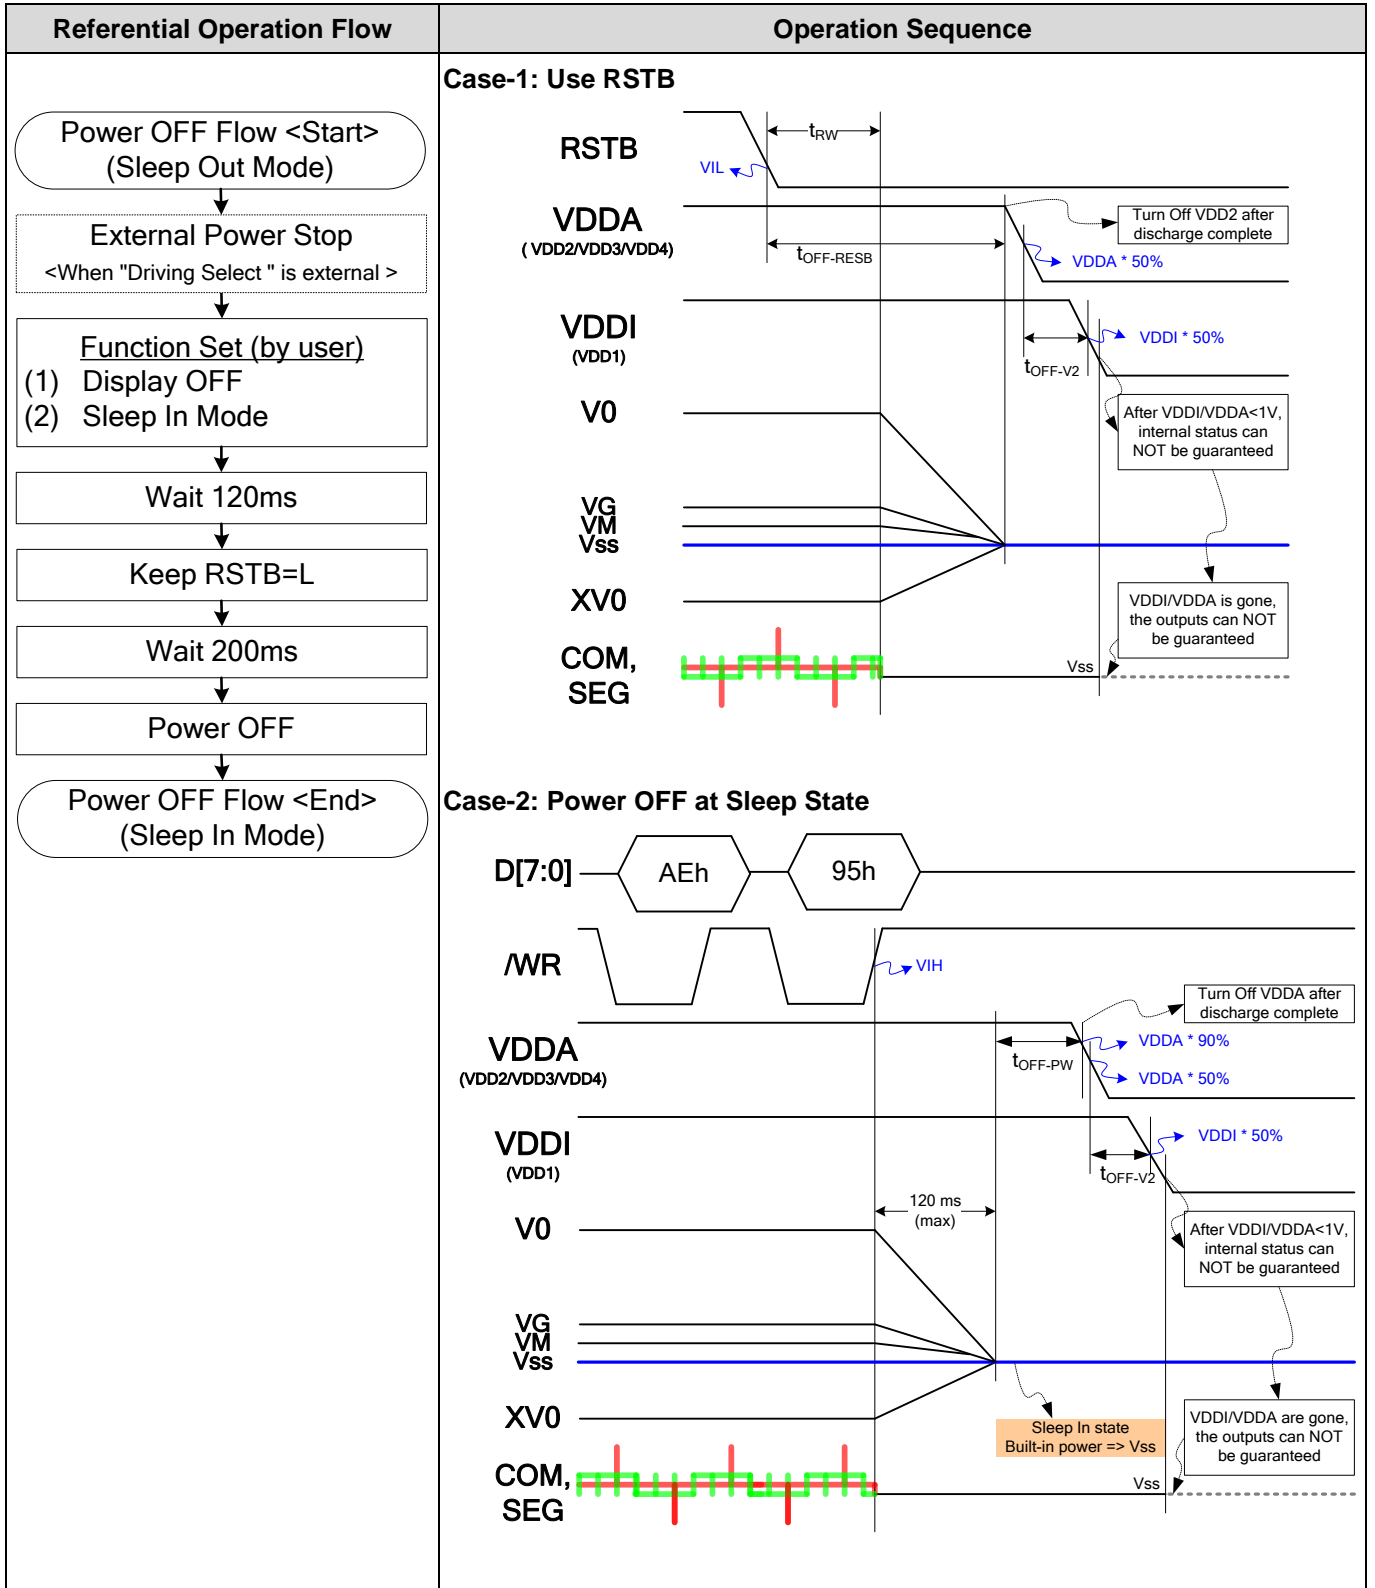 Referential Operation Flow
Operation Sequence
Power OFF Flow <Start>
(Sleep Out Mode)
External Power Stop
<When "Driving Select " is external >
Function Set (by user)
(1) Display OFF
(2) Sleep In Mode
Wait 120ms
Keep RSTB=L
Wait 200ms
Power OFF
Power OFF Flow <End>
(Sleep In Mode)
Case-1: Use RSTB
RSTB
tRW
VIL
VDDA
( VDD2/VDD3/VDD4)
tOFF-RESB
Turn Off VDD2 after
discharge complete
VDDA * 50%
VDDI
(VDD1)
tOFF-V2
VDDI * 50%
V0
After VDDI/VDDA<1V,
internal status can
NOT be guaranteed
VG
VM
Vss
XV0
VDDI/VDDA is gone,
the outputs can NOT
be guaranteed
COM,
SEG
Vss
Case-2: Power OFF at Sleep State
D[7:0]
AEh
95h
/WR
VIH
Turn Off VDDA after
discharge complete
VDDA
(VDD2/VDD3/VDD4)
tOFF-PW
VDDA * 90%
VDDA * 50%
VDDI
(VDD1)
VDDI * 50%
tOFF-V2
120 ms
(max)
V0
After VDDI/VDDA<1V,
internal status can
NOT be guaranteed
VG
VM
Vss
XV0
Sleep In state
Built-in power => Vss
VDDI/VDDA are gone,
the outputs can NOT
be guaranteed
COM,
SEG
Vss